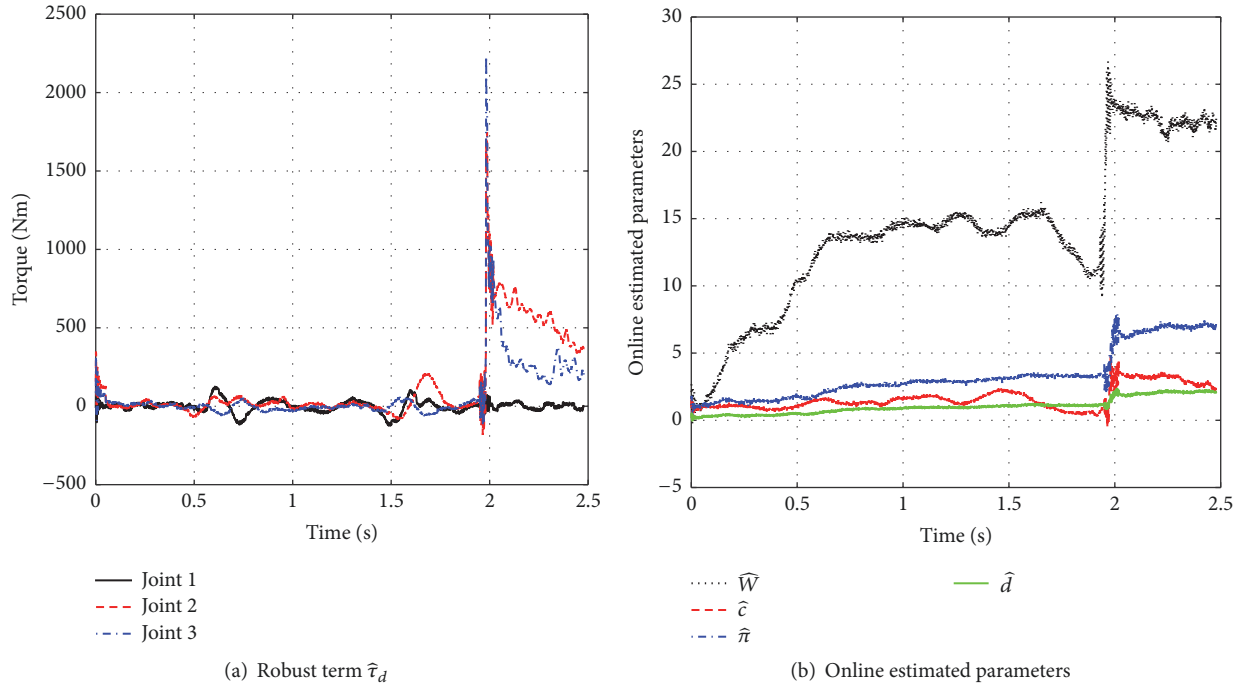 2500
2000
1500
1000
500
0
−500
Torque (Nm)
0
0.5
1
1.5
2
2.5
Time (s)
Joint 1
Joint 2
Joint 3
(a) Robust term τ̂_d
30
25
20
15
10
5
0
−5
Online estimated parameters
0
0.5
1
1.5
2
2.5
Time (s)
Ŵ
ĉ
π̂
d̂
(b) Online estimated parameters